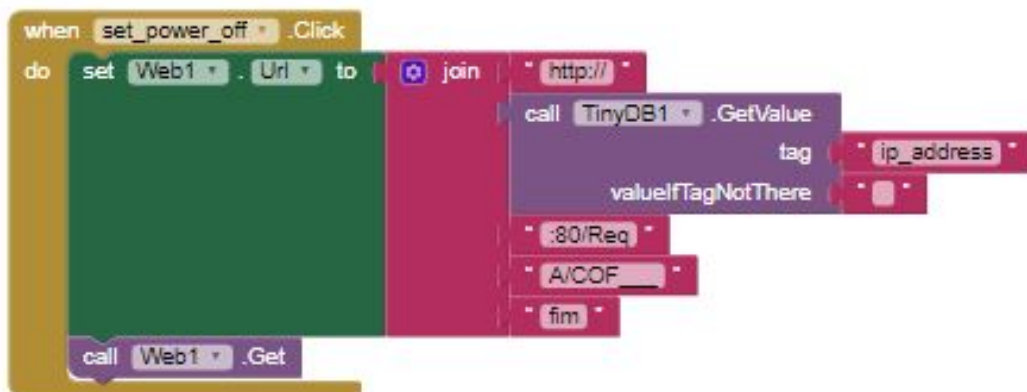 when set_power_off .Click
do set Web1 . Url to join " http:// "
call TinyDB1 .GetValue
tag " ip_address "
valueIfTagNotThere " "
" :80/Req "
" A/COF___ "
" fim "
call Web1 .Get